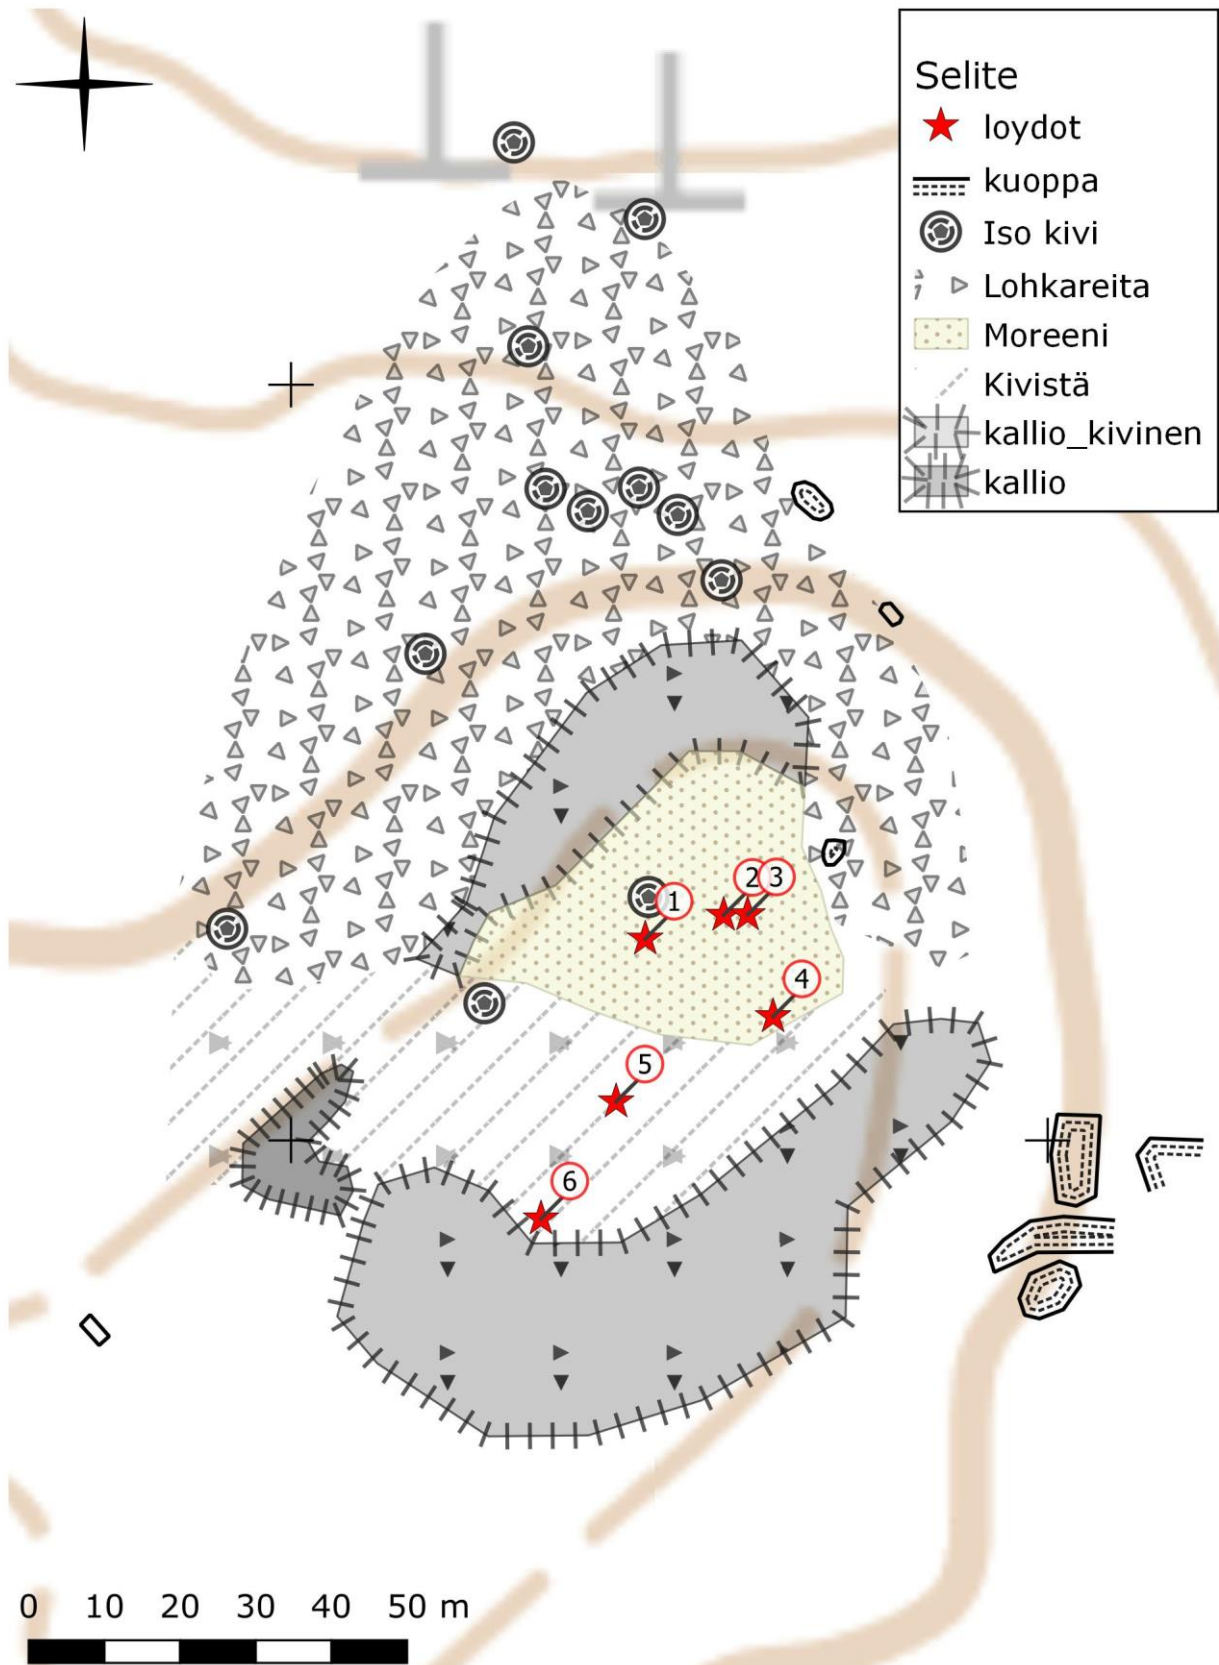 Selite
loydot
kuoppa
Iso kivi
Lohkareita
Moreeni
Kivistä
kallio_kivinen
kallio
1
2
3
4
5
6
0 10 20 30 40 50 m